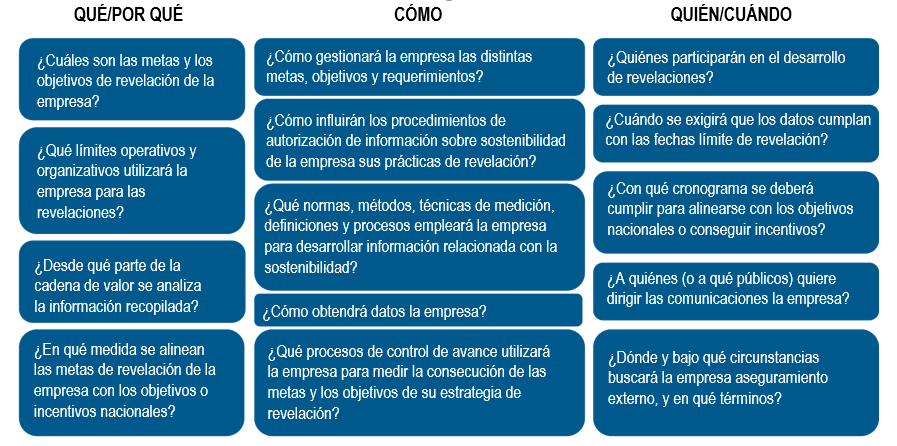 QUÉ/POR QUÉ
¿Cuáles son las metas y los
objetivos de revelación de la
empresa?
¿Qué límites operativos y
organizativos utilizará la
empresa para las
revelaciones?
¿Desde qué parte de la
cadena de valor se analiza
la información recopilada?
¿En qué medida se alinean
las metas de revelación de la
empresa con los objetivos o
incentivos nacionales?
CÓMO
¿Cómo gestionará la empresa las distintas
metas, objetivos y requerimientos?
¿Cómo influirán los procedimientos de
autorización de información sobre sostenibilidad
de la empresa sus prácticas de revelación?
¿Qué normas, métodos, técnicas de medición,
definiciones y procesos empleará la empresa
para desarrollar información relacionada con la
sostenibilidad?
¿Cómo obtendrá datos la empresa?
¿Qué procesos de control de avance utilizará
la empresa para medir la consecución de las
metas y los objetivos de su estrategia de
revelación?
QUIÉN/CUÁNDO
¿Quiénes participarán en el desarrollo
de revelaciones?
¿Cuándo se exigirá que los datos cumplan
con las fechas límite de revelación?
¿Con qué cronograma se deberá
cumplir para alinearse con los objetivos
nacionales o conseguir incentivos?
¿A quiénes (o a qué públicos) quiere
dirigir las comunicaciones la empresa?
¿Dónde y bajo qué circunstancias
buscará la empresa aseguramiento
externo, y en qué términos?